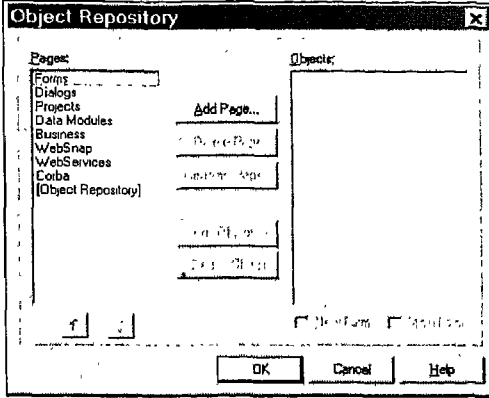 Object Repository
Pages:
Objects:
Forms
Dialogs
Projects
Data Modules
Business
WebSnap
WebServices
Corba
[Object Repository]
Add Page...
OK
Cancel
Help